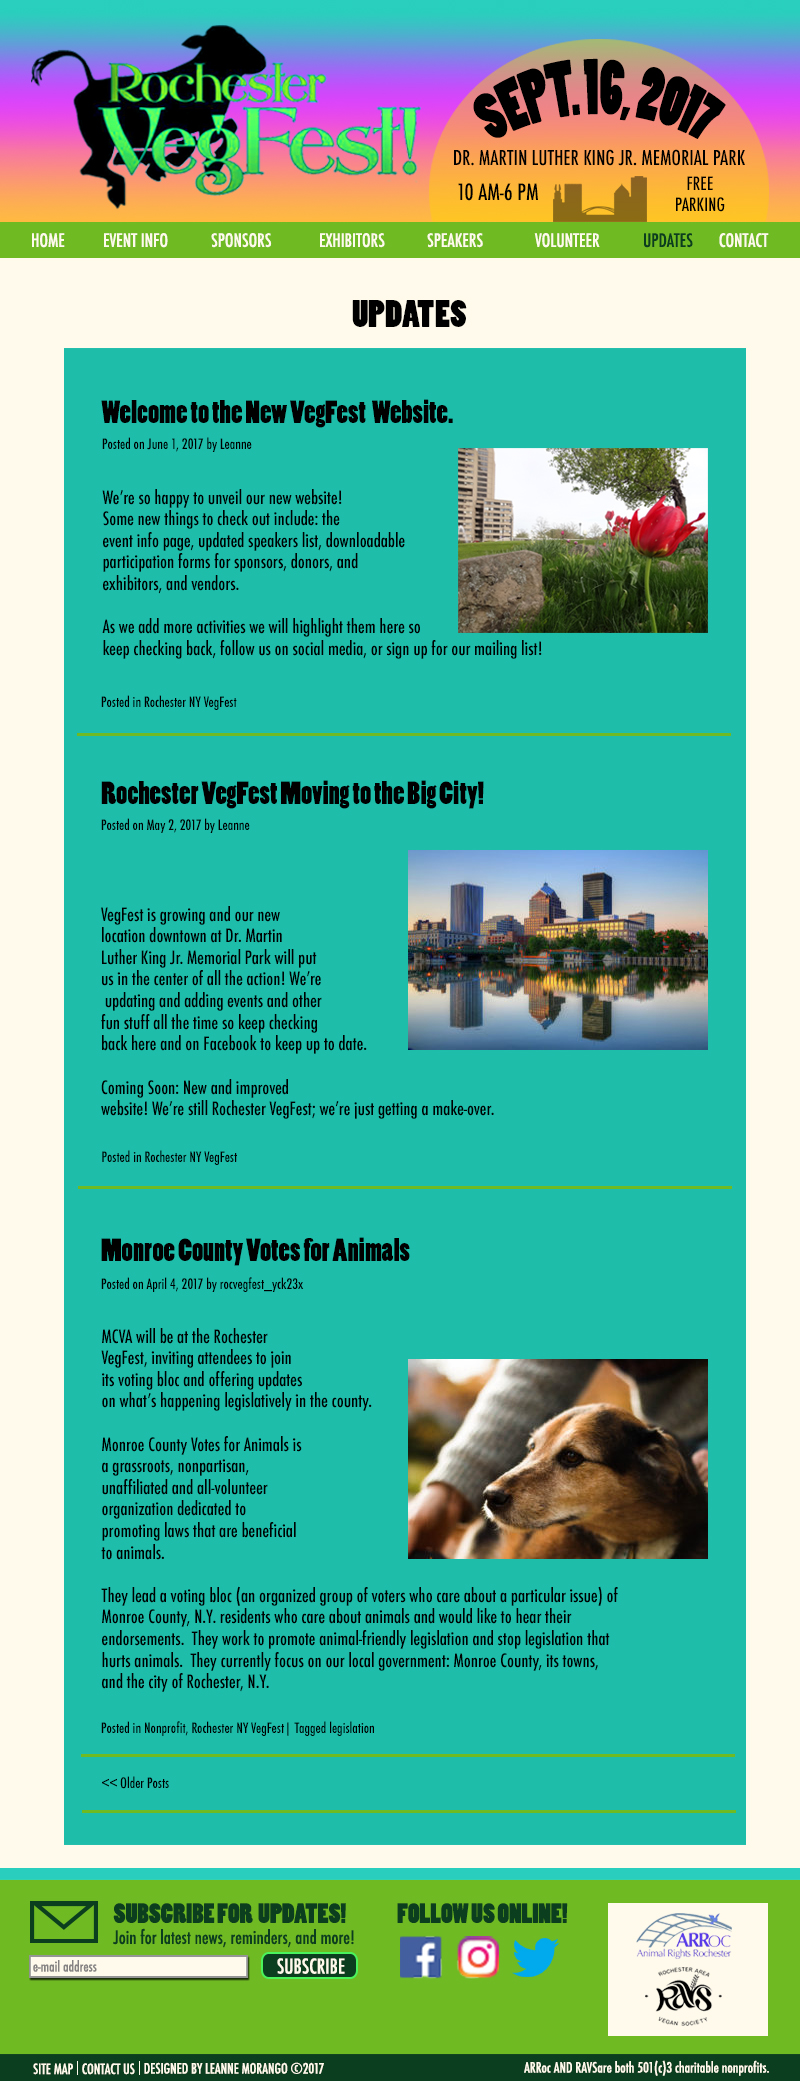 Rochester
VegFest!
SEPT. 16, 2017
DR. MARTIN LUTHER KING JR. MEMORIAL PARK
10 AM-6 PM
FREE
PARKING
HOME EVENT INFO SPONSORS EXHIBITORS SPEAKERS VOLUNTEER UPDATES CONTACT
UPDATES
Welcome to the New VegFest Website.
Posted on June 1, 2017 by Leanne
We're so happy to unveil our new website!
Some new things to check out include: the
event info page, updated speakers list, downloadable
participation forms for sponsors, donors, and
exhibitors, and vendors.
As we add more activities we will highlight them here so
keep checking back, follow us on social media, or sign up for our mailing list!
Posted in Rochester NY VegFest
Rochester VegFest Moving to the Big City!
Posted on May 2, 2017 by Leanne
VegFest is growing and our new
location downtown at Dr. Martin
Luther King Jr. Memorial Park will put
us in the center of all the action! We're
updating and adding events and other
fun stuff all the time so keep checking
back here and on Facebook to keep up to date.
Coming Soon: New and improved
website! We're still Rochester VegFest; we're just getting a make-over.
Posted in Rochester NY VegFest
Monroe County Votes for Animals
Posted on April 4, 2017 by rocvegfest_yck23x
MCVA will be at the Rochester
VegFest, inviting attendees to join
its voting bloc and offering updates
on what's happening legislatively in the county.
Monroe County Votes for Animals is
a grassroots, nonpartisan,
unaffiliated and all-volunteer
organization dedicated to
promoting laws that are beneficial
to animals.
They lead a voting bloc (an organized group of voters who care about a particular issue) of
Monroe County, N.Y. residents who care about animals and would like to hear their
endorsements. They work to promote animal-friendly legislation and stop legislation that
hurts animals. They currently focus on our local government: Monroe County, its towns,
and the city of Rochester, N.Y.
Posted in Nonprofit, Rochester NY VegFest | Tagged legislation
<< Older Posts
SUBSCRIBE FOR UPDATES!
Join for latest news, reminders, and more!
e-mail address
SUBSCRIBE
FOLLOW US ONLINE!
ARROC
Animal Rights Rochester
ROCHESTER AREA
RAVS
VEGAN SOCIETY
SITE MAP | CONTACT US | DESIGNED BY LEANNE MORANGO ©2017
ARRoc AND RAVSare both 501(c)3 charitable nonprofits.